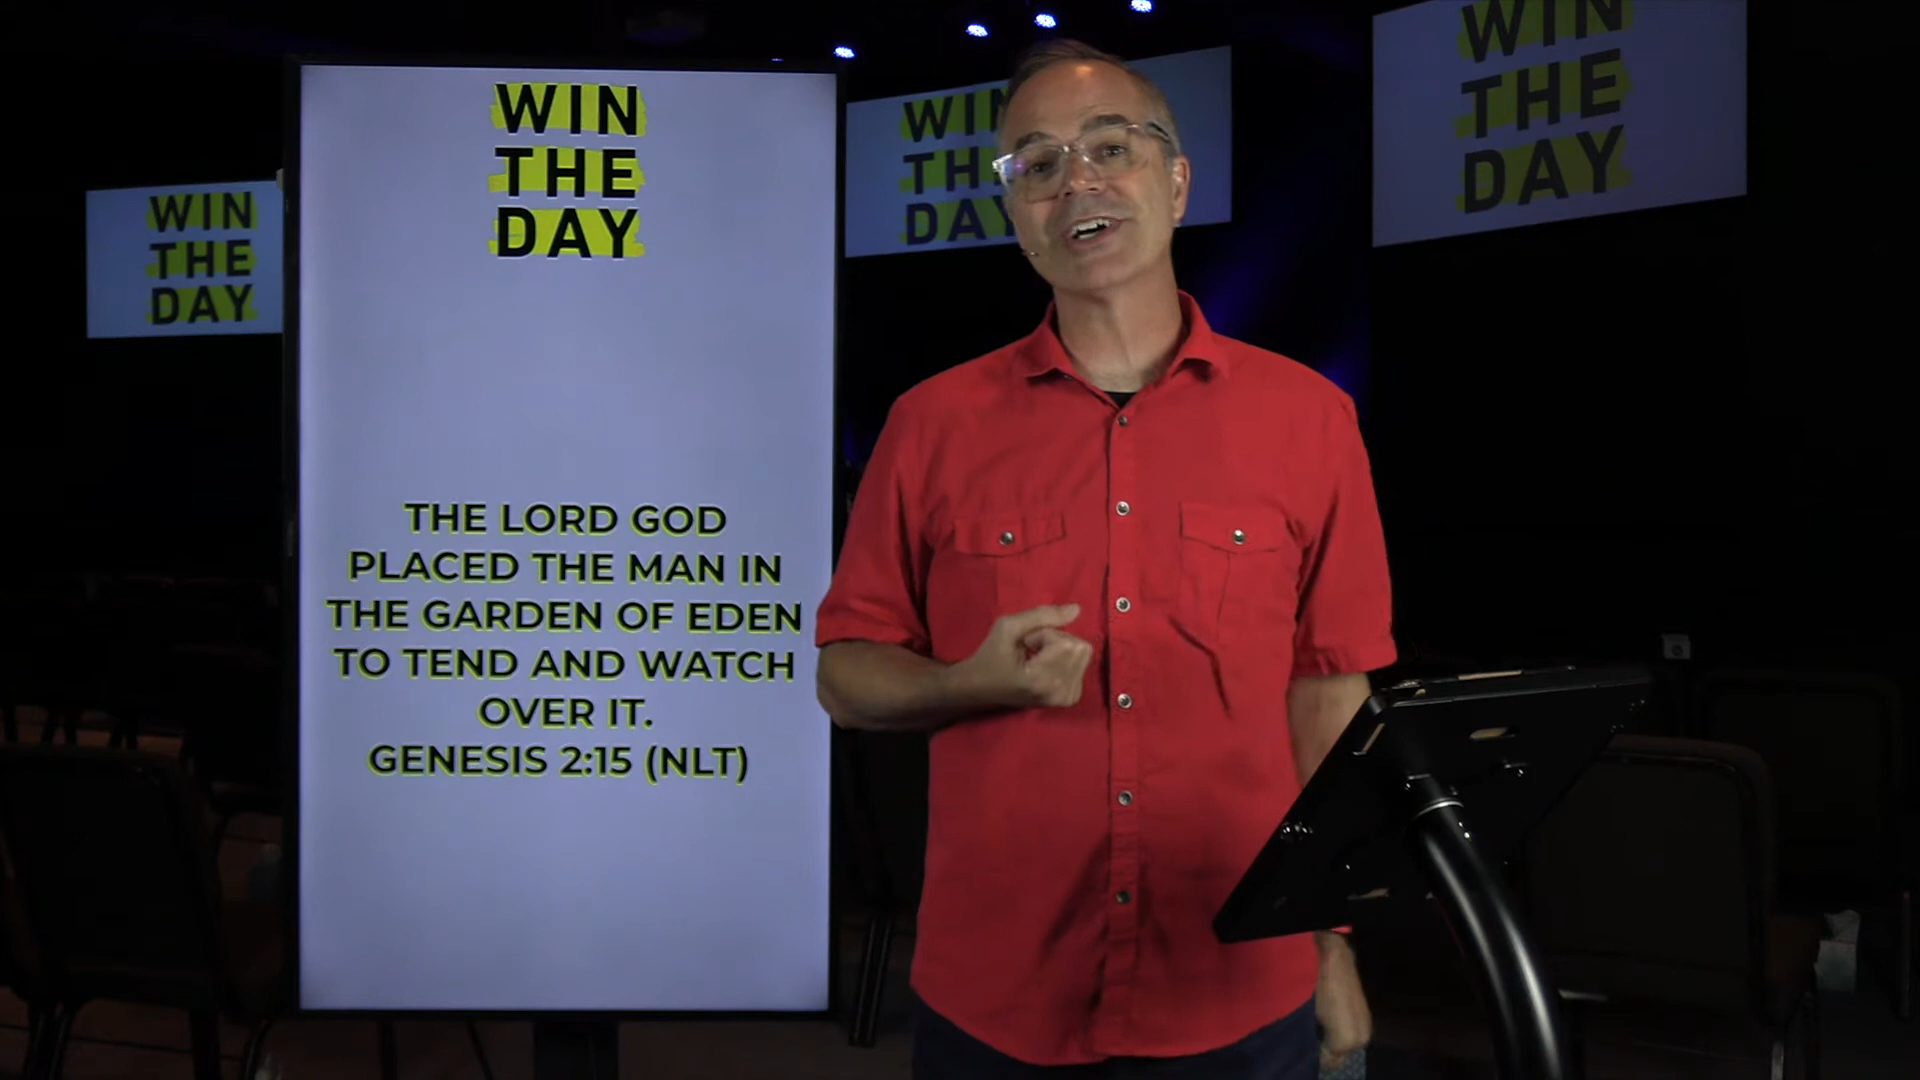 WIN
THE
DAY
WIN
THE
DAY
THE LORD GOD
PLACED THE MAN IN
THE GARDEN OF EDEN
TO TEND AND WATCH
OVER IT.
GENESIS 2:15 (NLT)
WIN
TH
DAY
WIN
THE
DAY